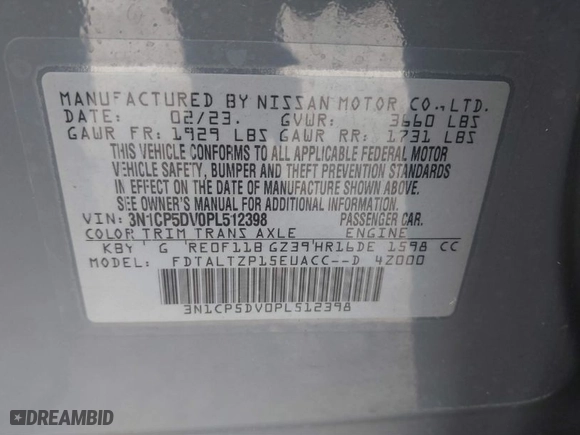 MANUFACTURED BY NISSAN MOTOR CO.,LTD.
DATE: 02/23. GVWR: 3660 LBS
GAWR FR: 1929 LBS GAWR RR: 1731 LBS
THIS VEHICLE CONFORMS TO ALL APPLICABLE FEDERAL MOTOR
VEHICLE SAFETY, BUMPER AND THEFT PREVENTION STANDARDS
IN EFFECT ON THE DATE OF MANUFACTURE SHOWN ABOVE.
SEE OWNER'S MANUAL FOR ADDITIONAL INFORMATION.
VIN: 3N1CP5DV0PL512398 PASSENGER CAR.
COLOR TRIM TRANS AXLE ENGINE
KBY G RE0F11B GZ39 HR16DE 1598 CC
FDTALTZP15EUACC--D 4Z000
3N1CP5DV0PL512398
DREAMBID